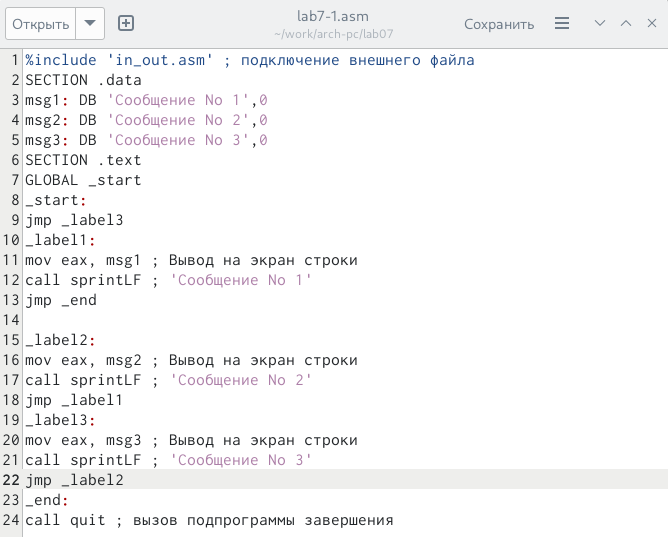 Открыть
lab7-1.asm
~/work/arch-pc/lab07
Сохранить
1 %include 'in_out.asm' ; подключение внешнего файла
2 SECTION .data
3 msg1: DB 'Сообщение No 1',0
4 msg2: DB 'Сообщение No 2',0
5 msg3: DB 'Сообщение No 3',0
6 SECTION .text
7 GLOBAL _start
8 _start:
9 jmp _label3
10 _label1:
11 mov eax, msg1 ; Вывод на экран строки
12 call sprintLF ; 'Сообщение No 1'
13 jmp _end
14
15 _label2:
16 mov eax, msg2 ; Вывод на экран строки
17 call sprintLF ; 'Сообщение No 2'
18 jmp _label1
19 _label3:
20 mov eax, msg3 ; Вывод на экран строки
21 call sprintLF ; 'Сообщение No 3'
22 jmp _label2
23 _end:
24 call quit ; вызов подпрограммы завершения